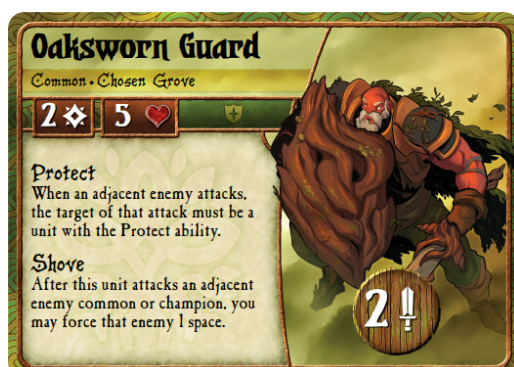 Oaksworn Guard
Common • Chosen Grove
2 5
Protect
When an adjacent enemy attacks,
the target of that attack must be a
unit with the Protect ability.
Shove
After this unit attacks an adjacent
enemy common or champion, you
may force that enemy 1 space.
2